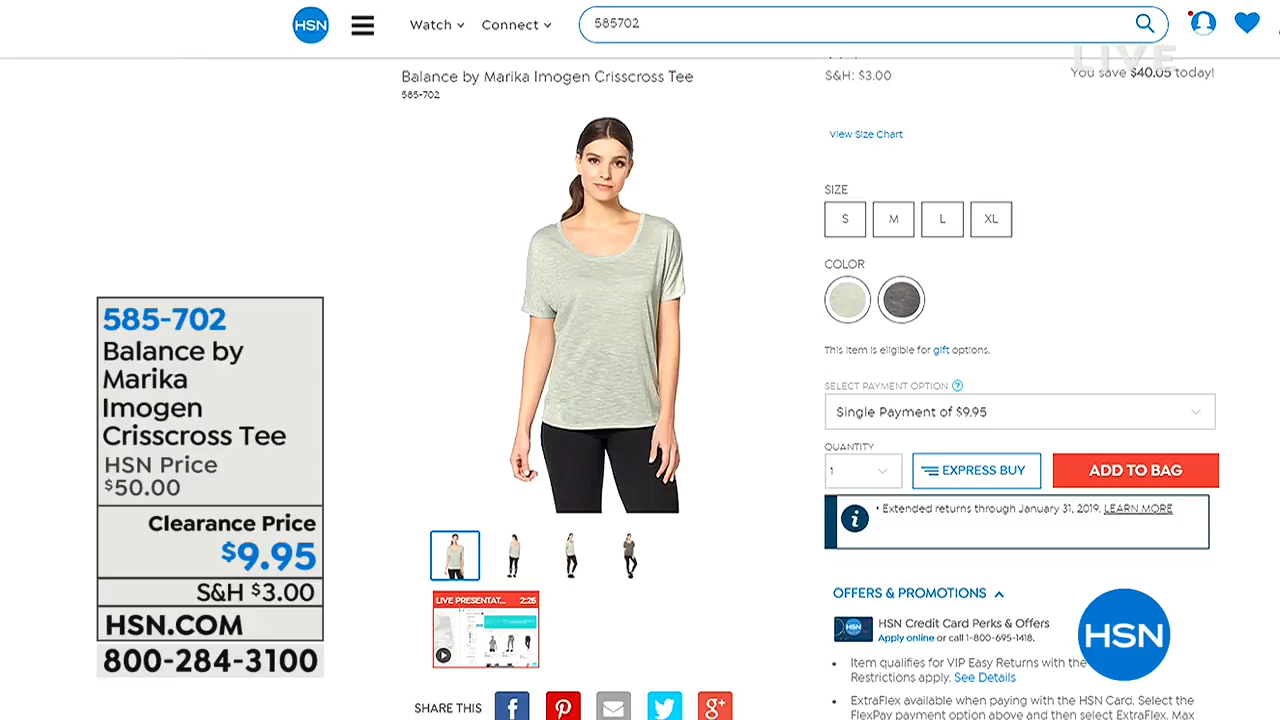 HSN
Watch
Connect
585702
LIVE
Balance by Marika Imogen Crisscross Tee
585-702
S&H: $3.00
You save $40.05 today!
View Size Chart
SIZE
S M L XL
COLOR
This item is eligible for gift options.
SELECT PAYMENT OPTION ?
Single Payment of $9.95
QUANTITY
1
EXPRESS BUY
ADD TO BAG
• Extended returns through January 31, 2019. LEARN MORE
OFFERS & PROMOTIONS
HSN
HSN Credit Card Perks & Offers
Apply online or call 1-800-695-1418.
• Item qualifies for VIP Easy Returns with the
Restrictions apply. See Details
• ExtraFlex available when paying with the HSN Card. Select the
FlexPay payment option above and then select ExtraFlex. Max
HSN
585-702
Balance by
Marika
Imogen
Crisscross Tee
HSN Price
$50.00
Clearance Price
$9.95
S&H $3.00
HSN.COM
800-284-3100
LIVE PRESENTAT... 2:25
SHARE THIS